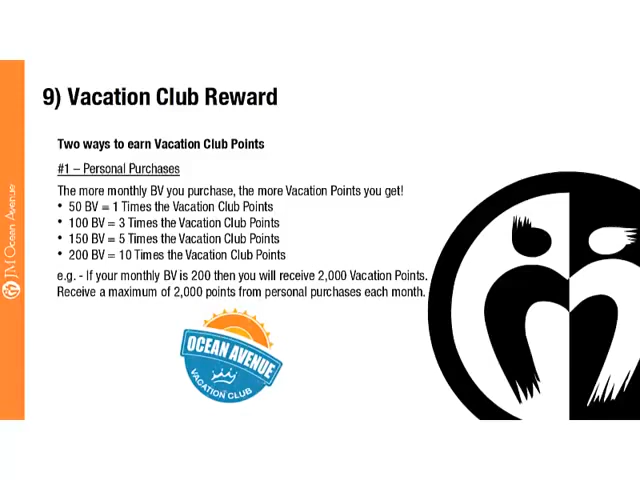 9) Vacation Club Reward
Two ways to earn Vacation Club Points
#1 – Personal Purchases
The more monthly BV you purchase, the more Vacation Points you get!
• 50 BV = 1 Times the Vacation Club Points
• 100 BV = 3 Times the Vacation Club Points
• 150 BV = 5 Times the Vacation Club Points
• 200 BV = 10 Times the Vacation Club Points
e.g. - If your monthly BV is 200 then you will receive 2,000 Vacation Points.
Receive a maximum of 2,000 points from personal purchases each month.
JM Ocean Avenue
OCEAN AVENUE
VACATION CLUB